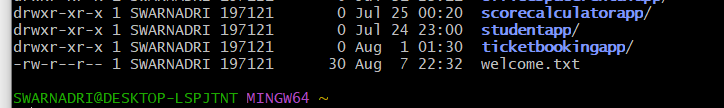 drwxr-xr-x 1 SWARNADRI 197121 0 Jul 25 00:20 scorecalculatorapp/
drwxr-xr-x 1 SWARNADRI 197121 0 Jul 24 23:00 studentapp/
drwxr-xr-x 1 SWARNADRI 197121 0 Aug 1 01:30 ticketbookingapp/
-rw-r--r-- 1 SWARNADRI 197121 30 Aug 7 22:32 welcome.txt
SWARNADRI@DESKTOP-LSPJTNT MINGW64 ~